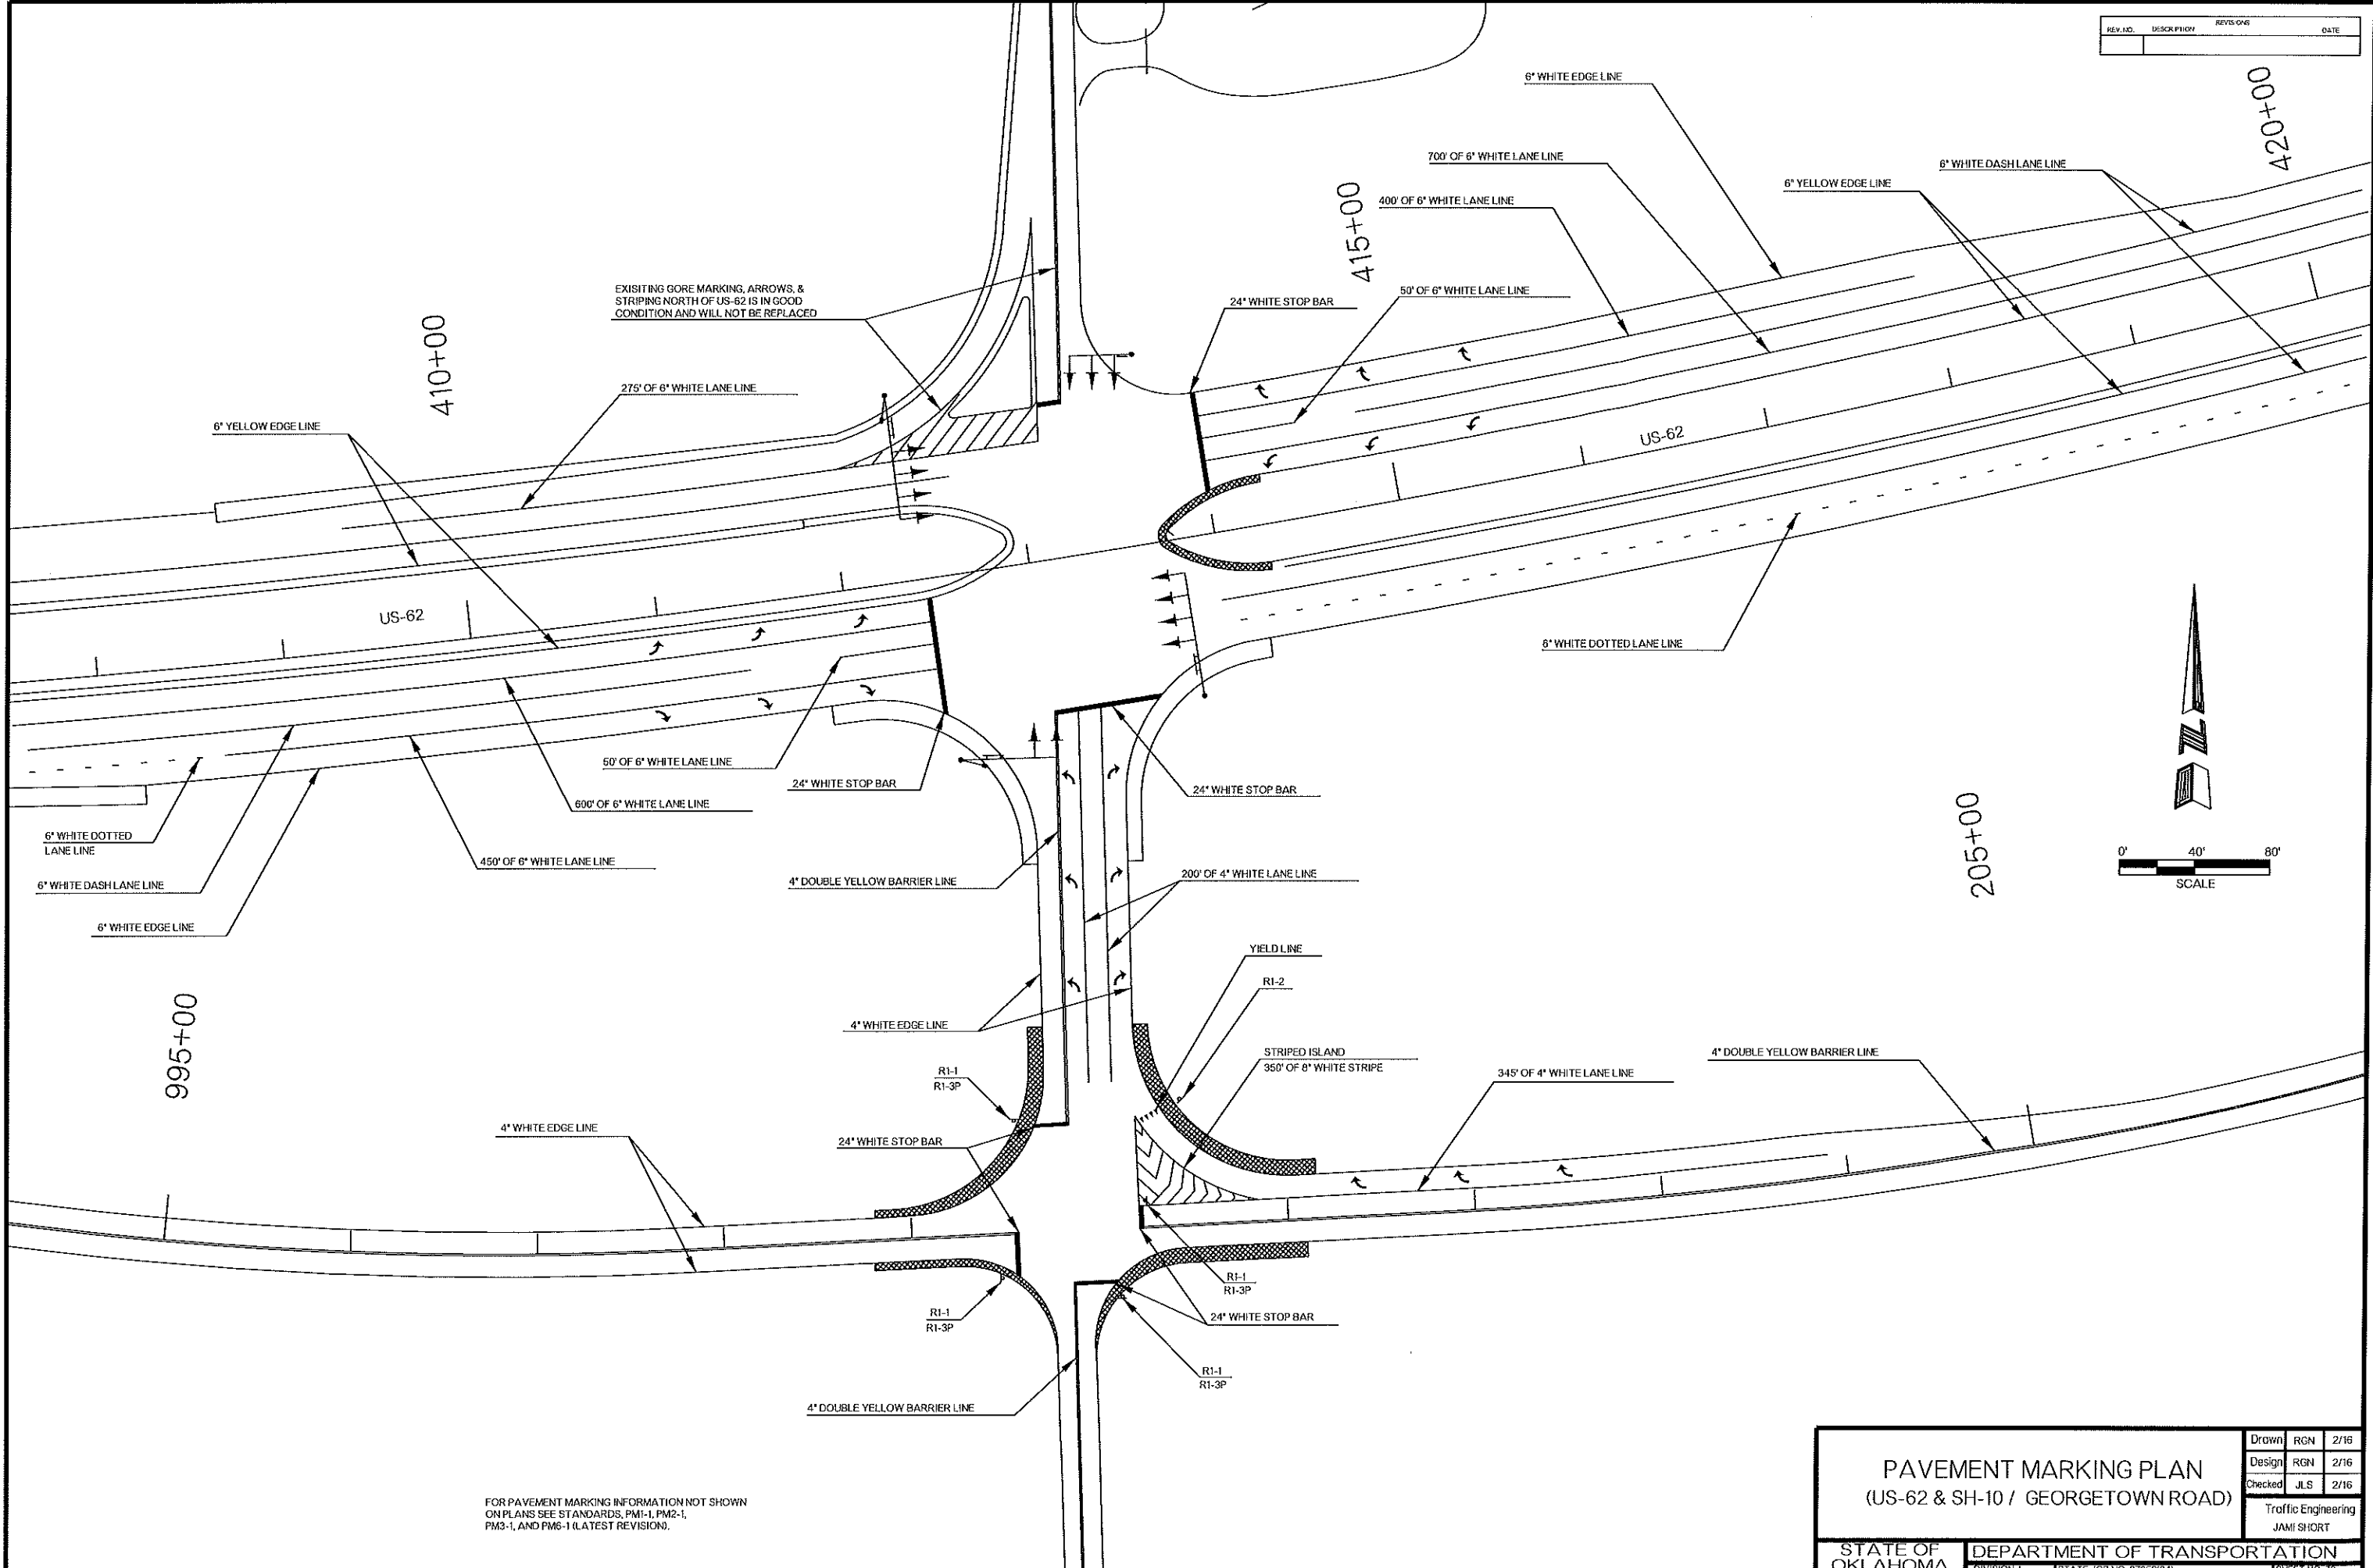 REVISIONS
REV. NO. DESCRIPTION DATE
6" WHITE EDGE LINE
420+00
700' OF 6" WHITE LANE LINE
6" WHITE DASH LANE LINE
6" YELLOW EDGE LINE
415+00
400' OF 6" WHITE LANE LINE
EXISITING GORE MARKING, ARROWS, &
STRIPING NORTH OF US-62 IS IN GOOD
CONDITION AND WILL NOT BE REPLACED
50' OF 6" WHITE LANE LINE
24" WHITE STOP BAR
410+00
275' OF 6" WHITE LANE LINE
6" YELLOW EDGE LINE
US-62
US-62
6" WHITE DOTTED LANE LINE
50' OF 6" WHITE LANE LINE
24" WHITE STOP BAR
24" WHITE STOP BAR
600' OF 6" WHITE LANE LINE
6" WHITE DOTTED
LANE LINE
450' OF 6" WHITE LANE LINE
6" WHITE DASH LANE LINE
4" DOUBLE YELLOW BARRIER LINE
200' OF 4" WHITE LANE LINE
205+00
0' 40' 80'
SCALE
6" WHITE EDGE LINE
YIELD LINE
R1-2
995+00
4" WHITE EDGE LINE
STRIPED ISLAND
350' OF 8" WHITE STRIPE
4" DOUBLE YELLOW BARRIER LINE
R1-1
R1-3P
345' OF 4" WHITE LANE LINE
4" WHITE EDGE LINE
24" WHITE STOP BAR
R1-1
R1-3P
R1-1
R1-3P
24" WHITE STOP BAR
R1-1
R1-3P
4" DOUBLE YELLOW BARRIER LINE
FOR PAVEMENT MARKING INFORMATION NOT SHOWN
ON PLANS SEE STANDARDS, PM1-1, PM2-1,
PM3-1, AND PM6-1 (LATEST REVISION).
PAVEMENT MARKING PLAN
(US-62 & SH-10 / GEORGETOWN ROAD)
Drawn RGN 2/16
Design RGN 2/16
Checked JLS 2/16
Traffic Engineering
JAMI SHORT
STATE OF
OKLAHOMA
DEPARTMENT OF TRANSPORTATION